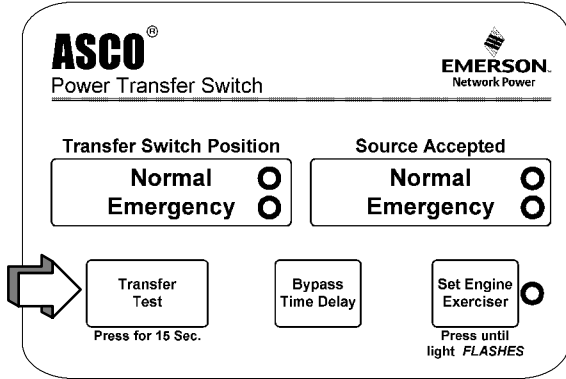 ASCO®
Power Transfer Switch
EMERSON.
Network Power
Transfer Switch Position
Normal
Emergency
Source Accepted
Normal
Emergency
Transfer
Test
Press for 15 Sec.
Bypass
Time Delay
Set Engine
Exerciser
Press until
light FLASHES